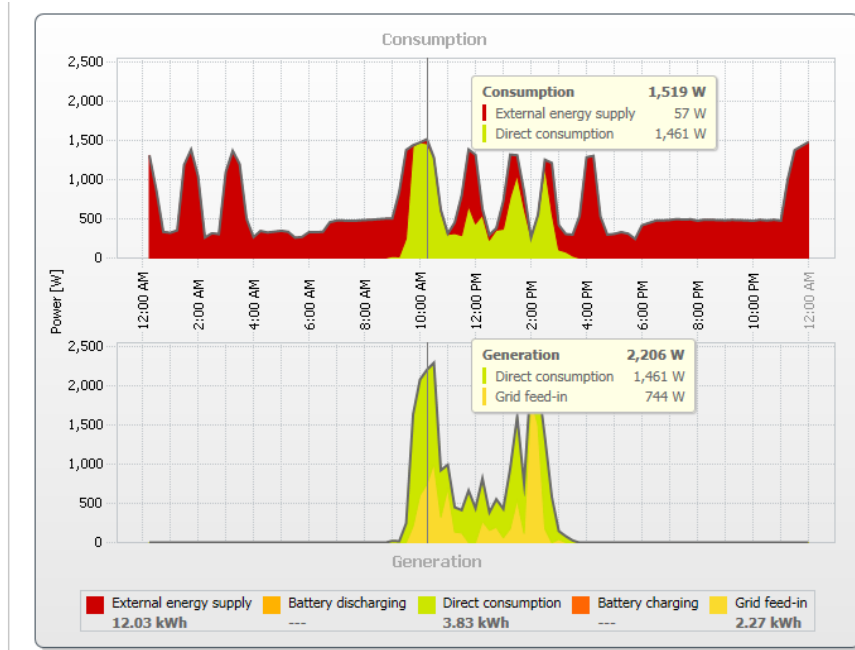 Consumption
2,500
2,000
1,500
1,000
500
0
Consumption 1,519 W
External energy supply 57 W
Direct consumption 1,461 W
Power [W]
12:00 AM
2:00 AM
4:00 AM
6:00 AM
8:00 AM
10:00 AM
12:00 PM
2:00 PM
4:00 PM
6:00 PM
8:00 PM
10:00 PM
12:00 AM
2,500
2,000
1,500
1,000
500
0
Generation 2,206 W
Direct consumption 1,461 W
Grid feed-in 744 W
Generation
External energy supply Battery discharging Direct consumption Battery charging Grid feed-in
12.03 kWh --- 3.83 kWh --- 2.27 kWh